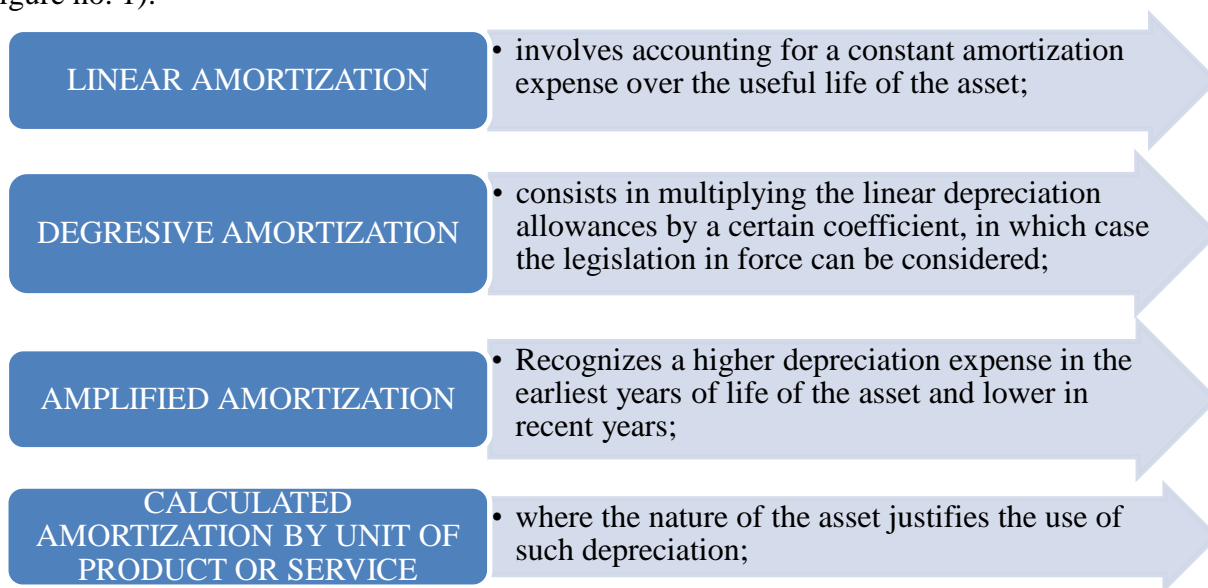 igure no. 1).
LINEAR AMORTIZATION
• involves accounting for a constant amortization
expense over the useful life of the asset;
DEGRESIVE AMORTIZATION
• consists in multiplying the linear depreciation
allowances by a certain coefficient, in which case
the legislation in force can be considered;
AMPLIFIED AMORTIZATION
• Recognizes a higher depreciation expense in the
earliest years of life of the asset and lower in
recent years;
CALCULATED
AMORTIZATION BY UNIT OF
PRODUCT OR SERVICE
• where the nature of the asset justifies the use of
such depreciation;